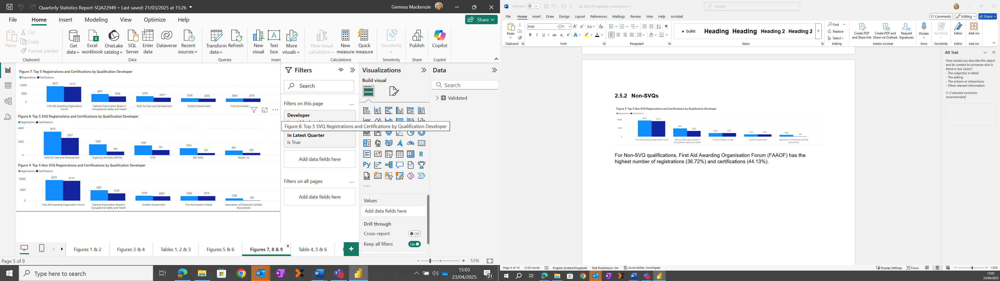 Quarterly Statistics Report-SQA22949 • Last saved: 21/03/2025 at 15:26
Gemma Mackenzie
File Home Insert Modeling View Optimize Help
Share
Paste
Cut
Copy
Format painter
Clipboard
Get data
Excel workbook
OneLake catalog
SQL Server
Enter data
Dataverse
Recent sources
Data
Transform data
Refresh
Queries
New visual
Text box
More visuals
Insert
New visual calculation
New measure
Quick measure
Calculations
Sensitivity
Sensitivity
Publish
Share
Copilot
Copilot
Figure 7: Top 5 Registrations and Certifications by Qualification Developer
Registrations Certifications
10000
5000
0
9473 9115
4801 3328
3479 2557
2258 2000
2084 2075
First Aid Awarding Organisation Forum
National Examination Board in Occupational Safety and Health
Skills for Care and Development
Scottish Government
First Aid Awards L
Figure 8: Top 5 SVQ Registrations and Certifications by Qualification Developer
Registrations Certifications
4000
2000
0
3479 2557
1609 525
1436 751
1034 307
681 325
Skills for Care and Development
Enginuity (formerly SEMTA)
CITB
BSE Skills
People 1st
Figure 9: Top 5 Non SVQ Registrations and Certifications by Qualification Developer
Registrations Certifications
10000
5000
0
9473 9115
4801 3328
2258 2000
2084 2075
1026 109
First Aid Awarding Organisation Forum
National Examination Board in Occupational Safety and Health
Scottish Government
First Aid Awards Limited
Association of Chartered Certified Accountants
Filters
Search
Filters on this page
Developer
Figure 8: Top 5 SVQ Registrations and Certifications by Qualification Developer
In Latest Quarter
is True
Add data fields here
Filters on all pages
Add data fields here
Visualizations
Build visual
123
R
Py
123
Values
Add data fields here
Drill through
Cross-report
Off
Keep all filters
On
Data
Search
Validated
Figures 1 & 2
Figures 3 & 4
Tables 1, 2 & 3
Figures 5 & 6
Figures 7, 8 & 9
x
Table 4, 5 & 6
Page 5 of 9
53%
Type here to search
15:03
23/04/2025
21
AutoSave Off
q3-2024-25-highlights-revised.docx
Search
File Home Insert Draw Design Layout References Mailings Review View Help Acrobat
Comments
Editing
Share
Paste
Clipboard
Arial
11
Font
Paragraph
bullet
Heading
Heading
Heading 2
Heading 2
Styles
Find
Replace
Select
Editing
Create PDF and Share link
Create PDF and Share via Outlook
Request Signatures
Adobe Acrobat
Dictate
Voice
Sensitivity
Sensitivity
Editor
Editor
Add-ins
Add-ins
2.5.2 Non-SVQs
Figure 9: Top 5 Non SVQ Registrations and Certifications by Qualification Developer
Registrations Certifications
10000
5000
0
9473 9115
4801 3328
2084 2075
1329 1307
1026 109
First Aid Awarding Organisation Forum
National Examination Board in Occupational Safety and Health
First Aid Awards Limited
Scottish Government
Association of Chartered Certified Accountants
For Non-SVQ qualifications, First Aid Awarding Organisation Forum (FAAOF) has the
highest number of registrations (36.72%) and certifications (44.13%).
Alt Text
How would you describe this object
and its context to someone who is
blind or low vision?
- The subject(s) in detail
- The setting
- The actions or interactions
- Other relevant information
(1-2 detailed sentences
recommended)
Page 4 of 16
2128 words
English (United Kingdom)
Text Predictions: On
Accessibility: Investigate
Display Settings
Focus
132%
15:03
23/04/2025